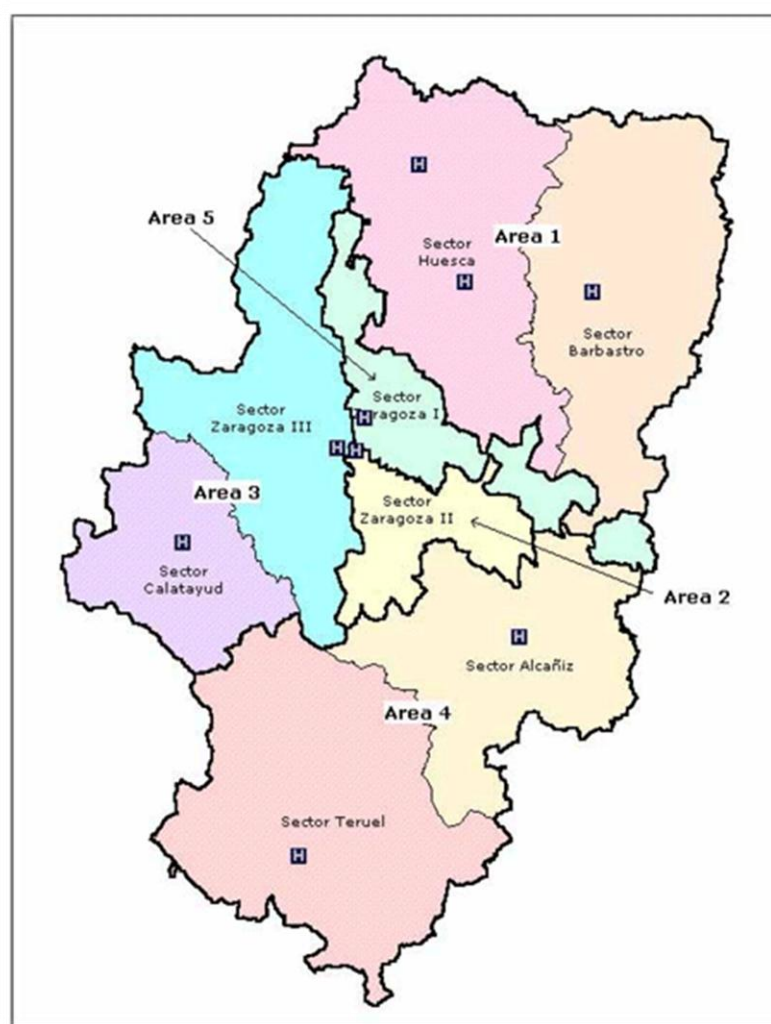 H
Area 5
Area 1
Sector
Huesca
H
H
Sector
Barbastro
Sector
ragoza I
H
Sector
Zaragoza III
H H
Area 3
Sector
Zaragoza II
H
Sector
Calatayud
Area 2
H
Sector Alcañiz
Area 4
Sector Teruel
H